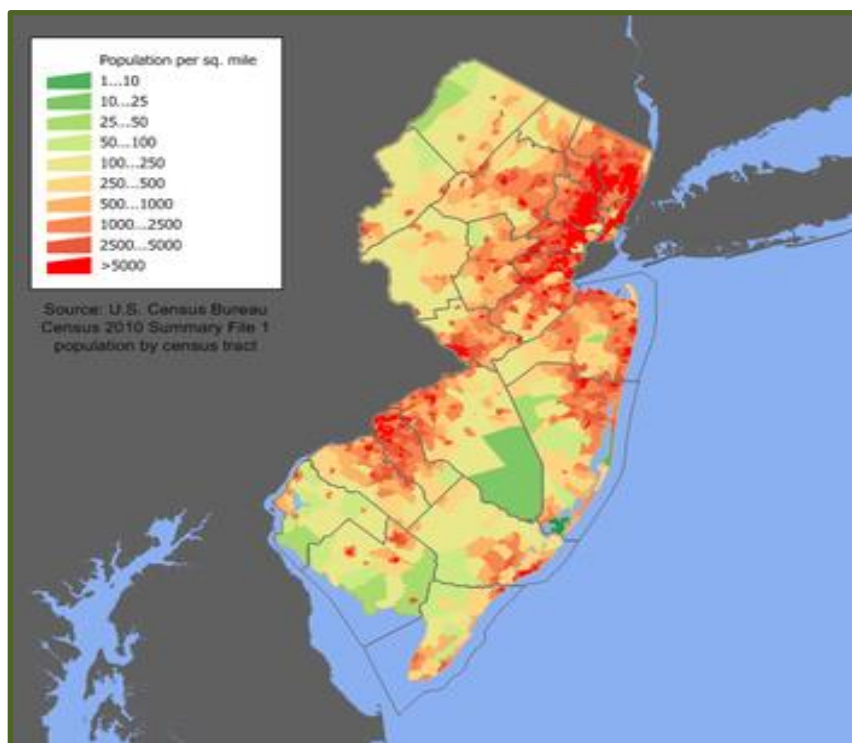 Population per sq. mile
1...10
10...25
25...50
50...100
100...250
250...500
500...1000
1000...2500
2500...5000
>5000
Source: U.S. Census Bureau
Census 2010 Summary File 1
population by census tract